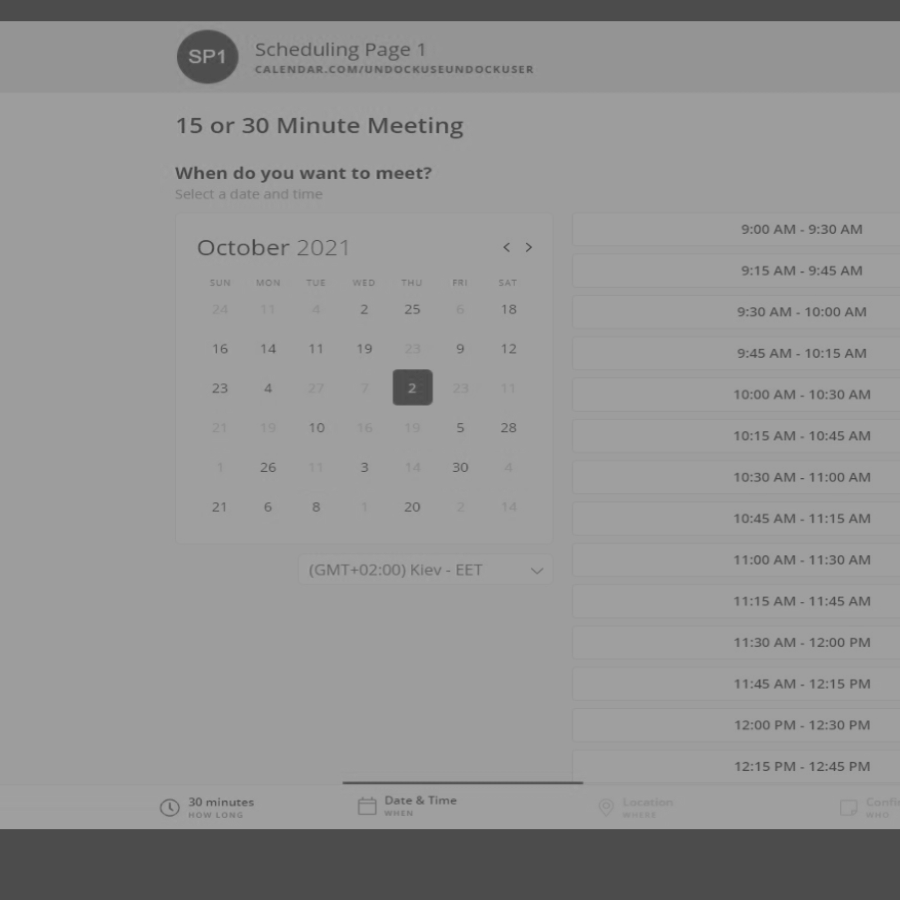 SP1
Scheduling Page 1
CALENDAR.COM/UNDOCKUSEUNDOCKUSER
15 or 30 Minute Meeting
When do you want to meet?
Select a date and time
October 2021
SUN MON TUE WED THU FRI SAT
24 11 4 2 25 6 18
16 14 11 19 23 9 12
23 4 27 7 2 23 11
21 19 10 16 19 5 28
1 26 11 3 14 30 4
21 6 8 1 20 2 14
(GMT+02:00) Kiev - EET
9:00 AM - 9:30 AM
9:15 AM - 9:45 AM
9:30 AM - 10:00 AM
9:45 AM - 10:15 AM
10:00 AM - 10:30 AM
10:15 AM - 10:45 AM
10:30 AM - 11:00 AM
10:45 AM - 11:15 AM
11:00 AM - 11:30 AM
11:15 AM - 11:45 AM
11:30 AM - 12:00 PM
11:45 AM - 12:15 PM
12:00 PM - 12:30 PM
12:15 PM - 12:45 PM
30 minutes
HOW LONG
Date & Time
WHEN
Location
WHERE
WHO